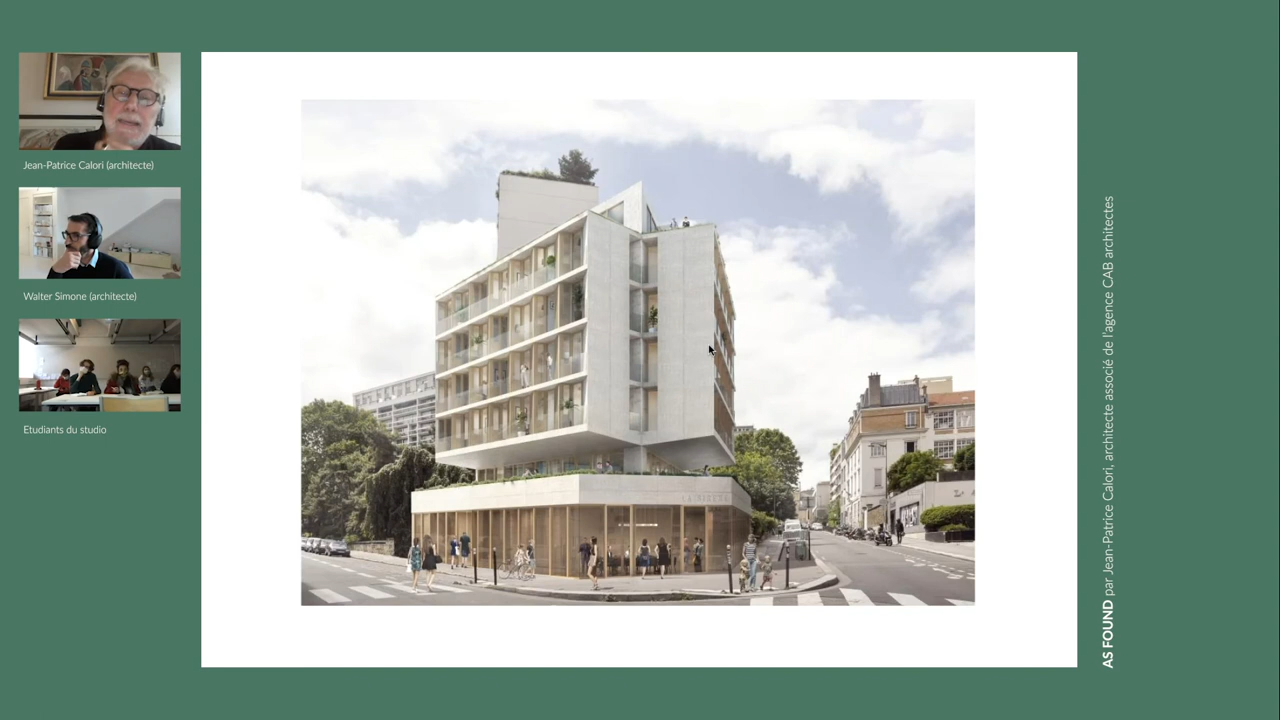 Jean-Patrice Calori (architecte)
Walter Simone (architecte)
Etudiants du studio
AS FOUND par Jean-Patrice Calori, architecte associé de l'agence CAB architectes